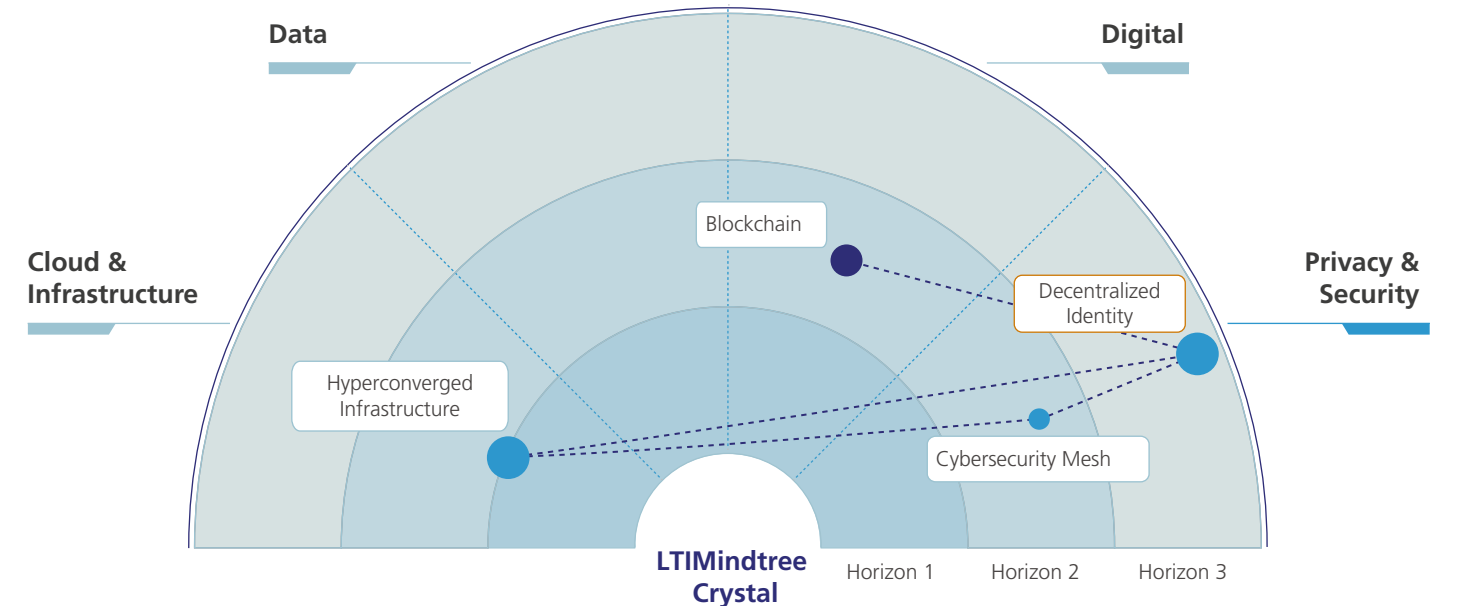 Data
Digital
Blockchain
Cloud &
Infrastructure
Decentralized
Identity
Privacy &
Security
Hyperconverged
Infrastructure
Cybersecurity Mesh
LTIMindtree
Crystal
Horizon 1
Horizon 2
Horizon 3